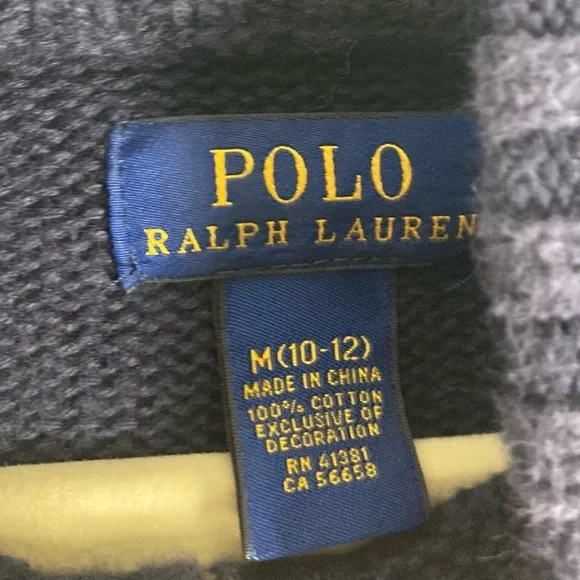 POLO
RALPH LAUREN
M(10-12)
MADE IN CHINA
100% COTTON
EXCLUSIVE OF
DECORATION
RN 41381
CA 56658